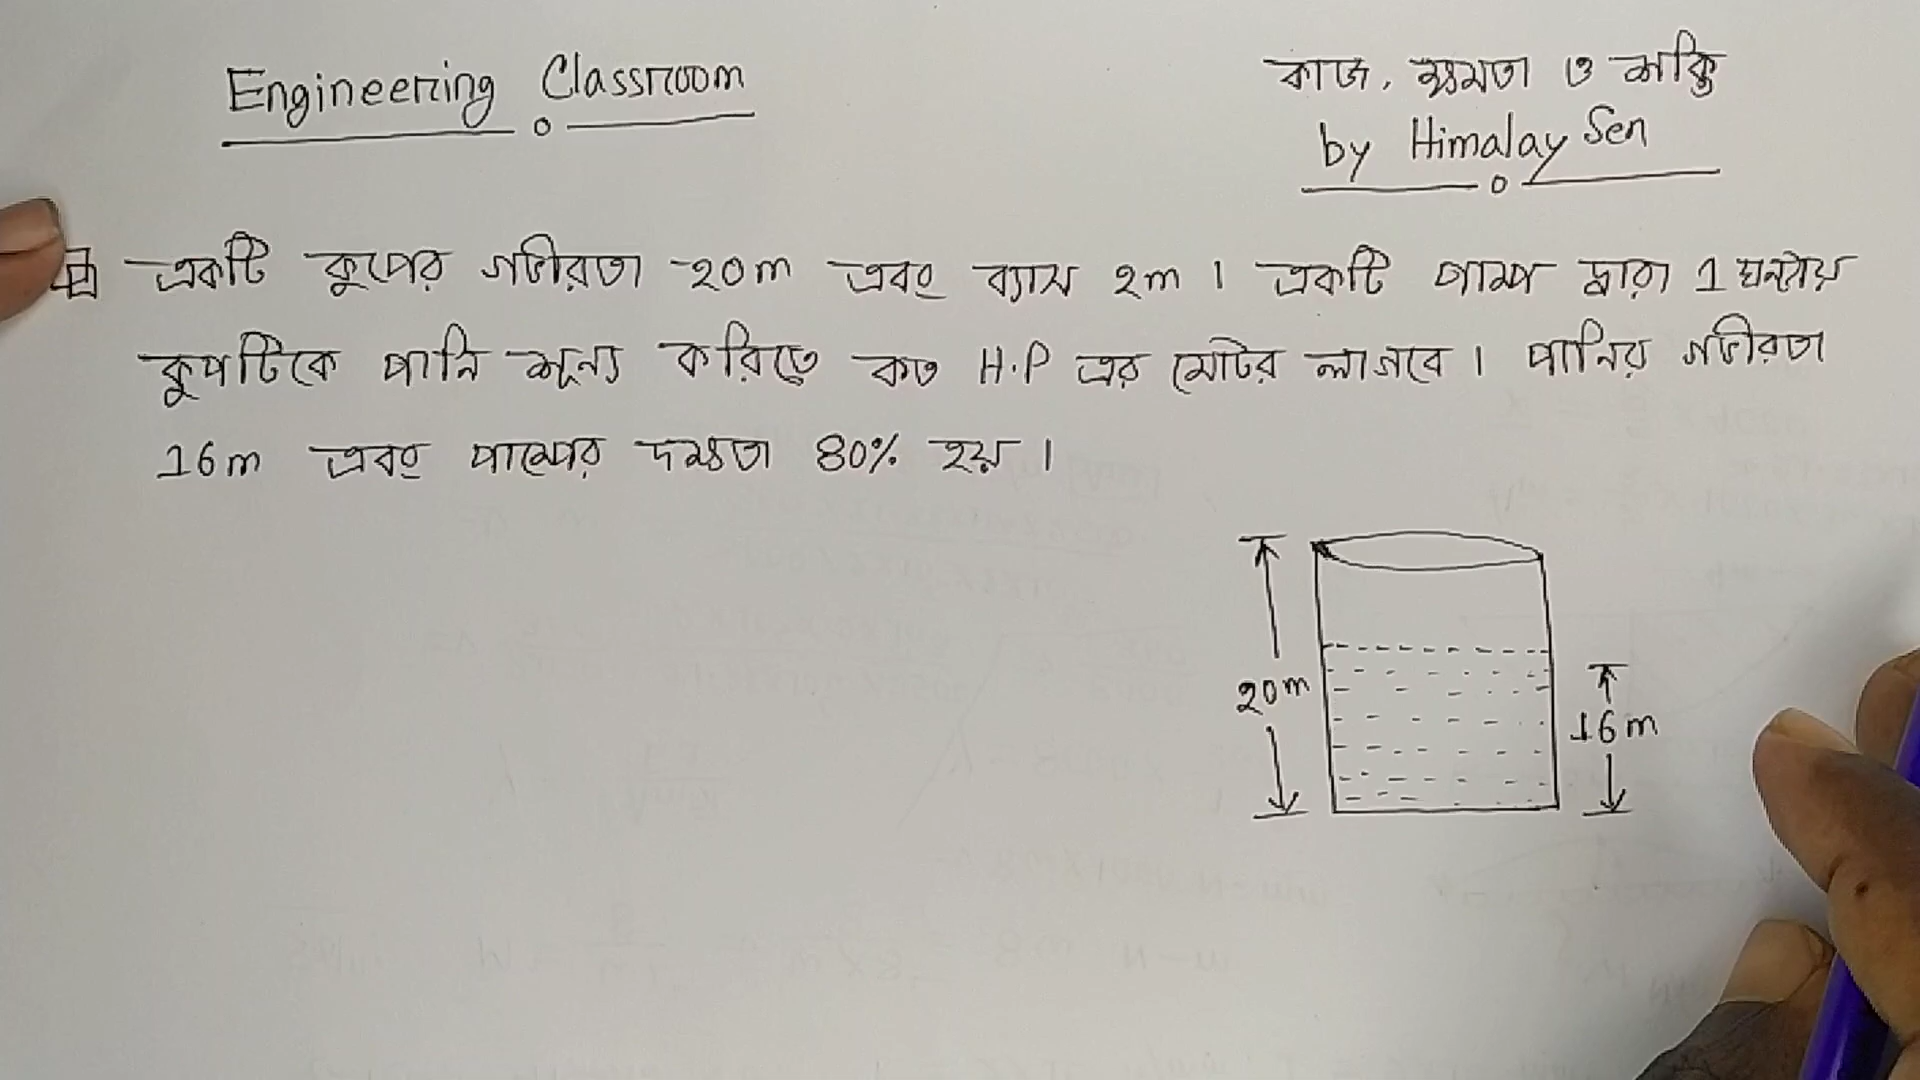 Engineering Classroom
কাজ, ক্ষমতা ও শক্তি
by Himalay Sen
একটি কুপের গভীরতা 20m এবং ব্যাস 2m। একটি পাম্প দ্বারা 1 ঘন্টায়
কুপটিকে পানি শূন্য করিতে কত H.P এর মোটর লাগবে। পানির গভীরতা
16m এবং পাম্পের দক্ষতা 80% হয়।
20m
16m